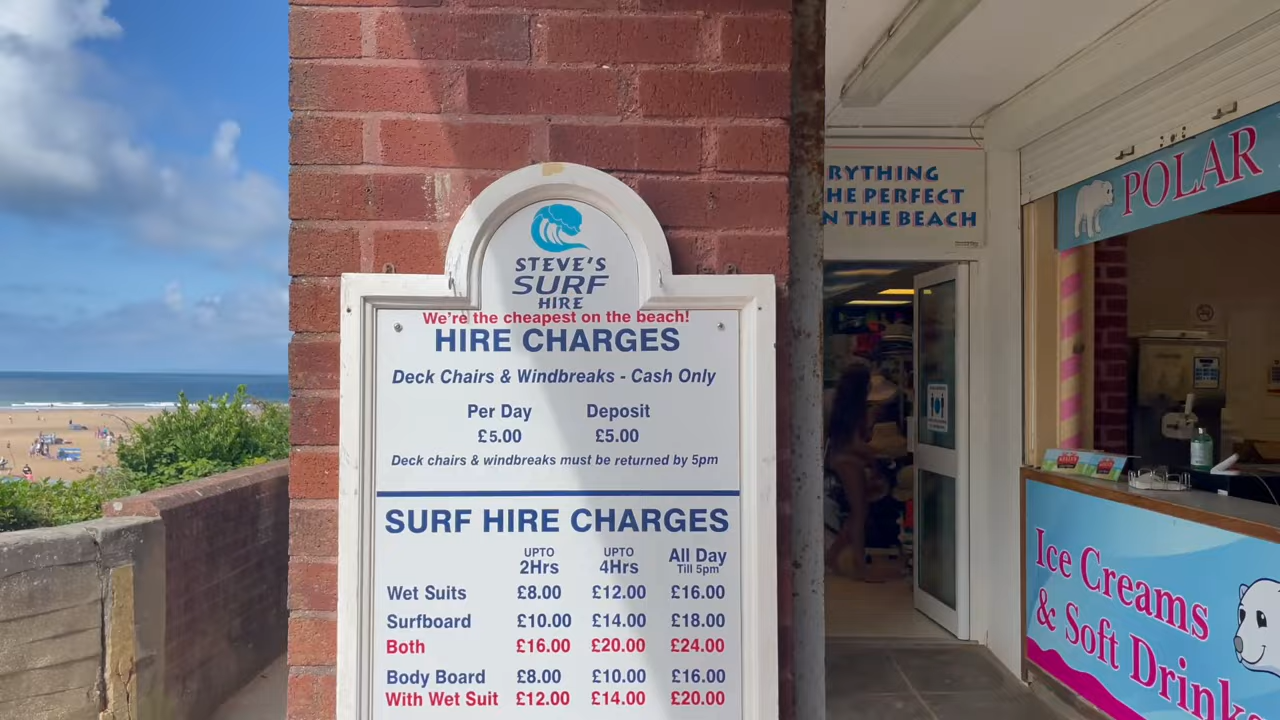 STEVE'S
SURF
HIRE
We're the cheapest on the beach!
HIRE CHARGES
Deck Chairs & Windbreaks - Cash Only
Per Day Deposit
£5.00 £5.00
Deck chairs & windbreaks must be returned by 5pm
SURF HIRE CHARGES
UPTO UPTO All Day
2Hrs 4Hrs Till 5pm
Wet Suits £8.00 £12.00 £16.00
Surfboard £10.00 £14.00 £18.00
Both £16.00 £20.00 £24.00
Body Board £8.00 £10.00 £16.00
With Wet Suit £12.00 £14.00 £20.00
RYTHING
HE PERFECT
N THE BEACH
POLAR
Ice Creams
& Soft Drinks